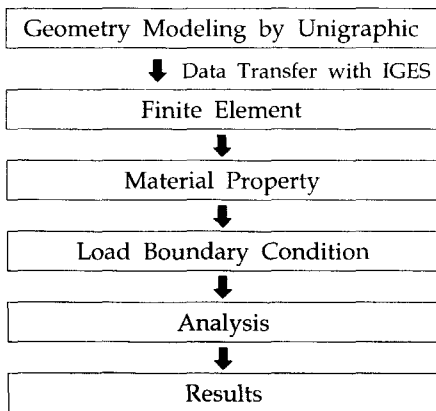 Geometry Modeling by Unigraphic
Data Transfer with IGES
Finite Element
Material Property
Load Boundary Condition
Analysis
Results